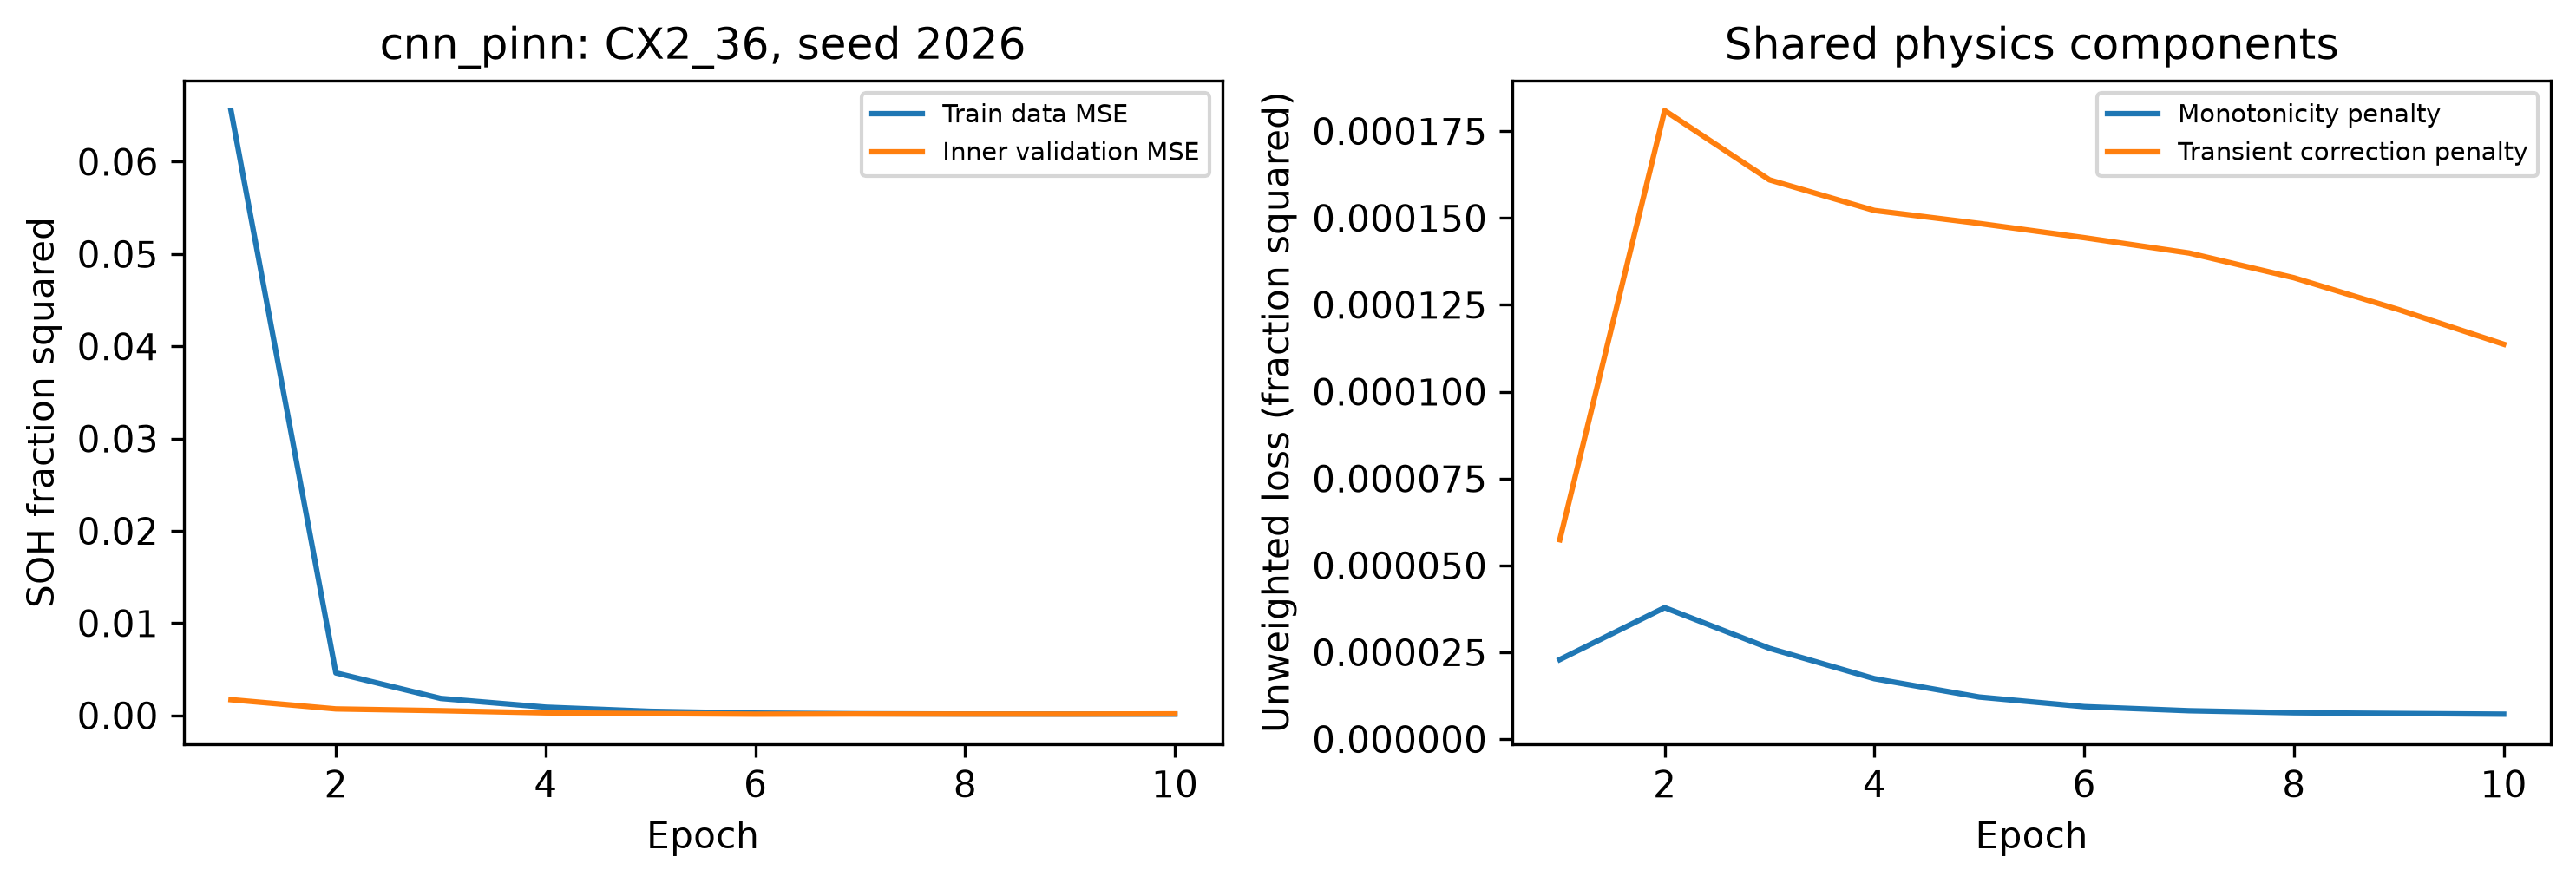 cnn_pinn: CX2_36, seed 2026
Train data MSE
Inner validation MSE
SOH fraction squared
0.06
0.05
0.04
0.03
0.02
0.01
0.00
2
4
6
8
10
Epoch
Shared physics components
Monotonicity penalty
Transient correction penalty
Unweighted loss (fraction squared)
0.000175
0.000150
0.000125
0.000100
0.000075
0.000050
0.000025
0.000000
2
4
6
8
10
Epoch